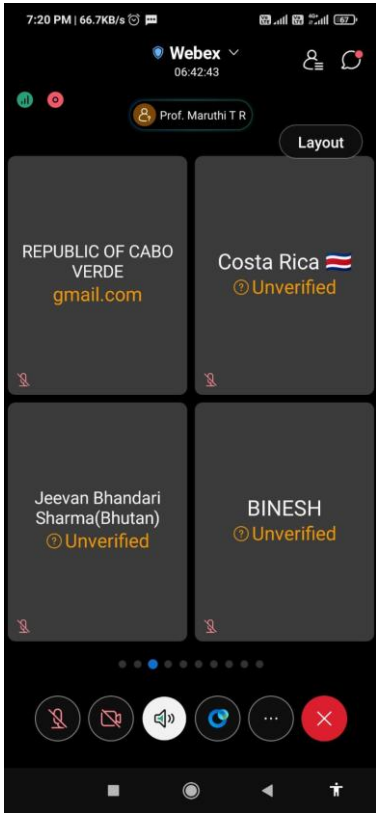 7:20 PM | 66.7KB/s
4G+
67
Webex
06:42:43
Prof. Maruthi T R
Layout
REPUBLIC OF CABO
VERDE
gmail.com
Costa Rica 🇨🇷
Unverified
Jeevan Bhandari
Sharma(Bhutan)
Unverified
BINESH
Unverified